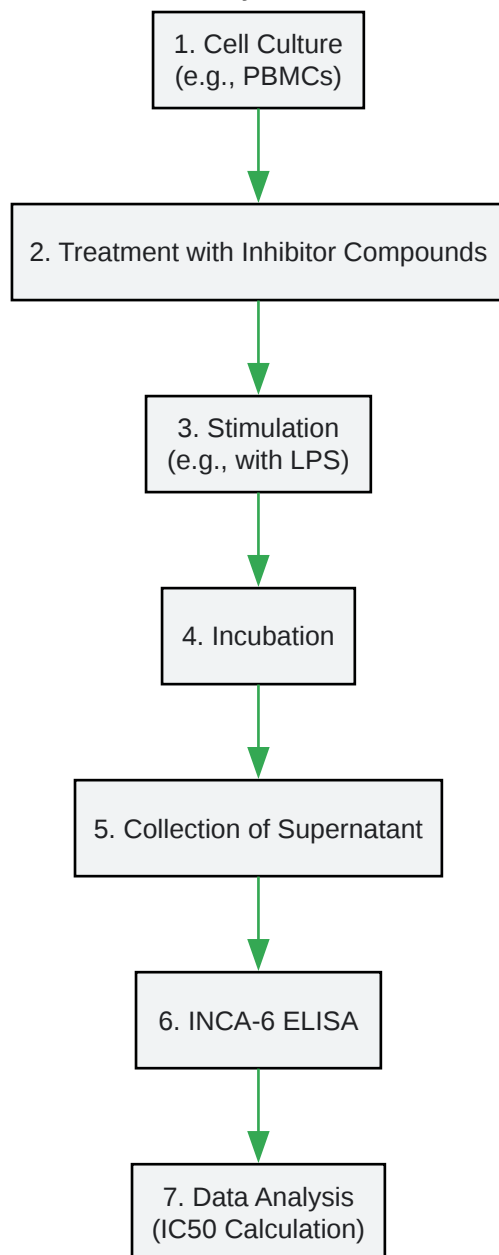 1. Cell Culture
(e.g., PBMCs)
2. Treatment with Inhibitor Compounds
3. Stimulation
(e.g., with LPS)
4. Incubation
5. Collection of Supernatant
6. INCA-6 ELISA
7. Data Analysis
(IC50 Calculation)